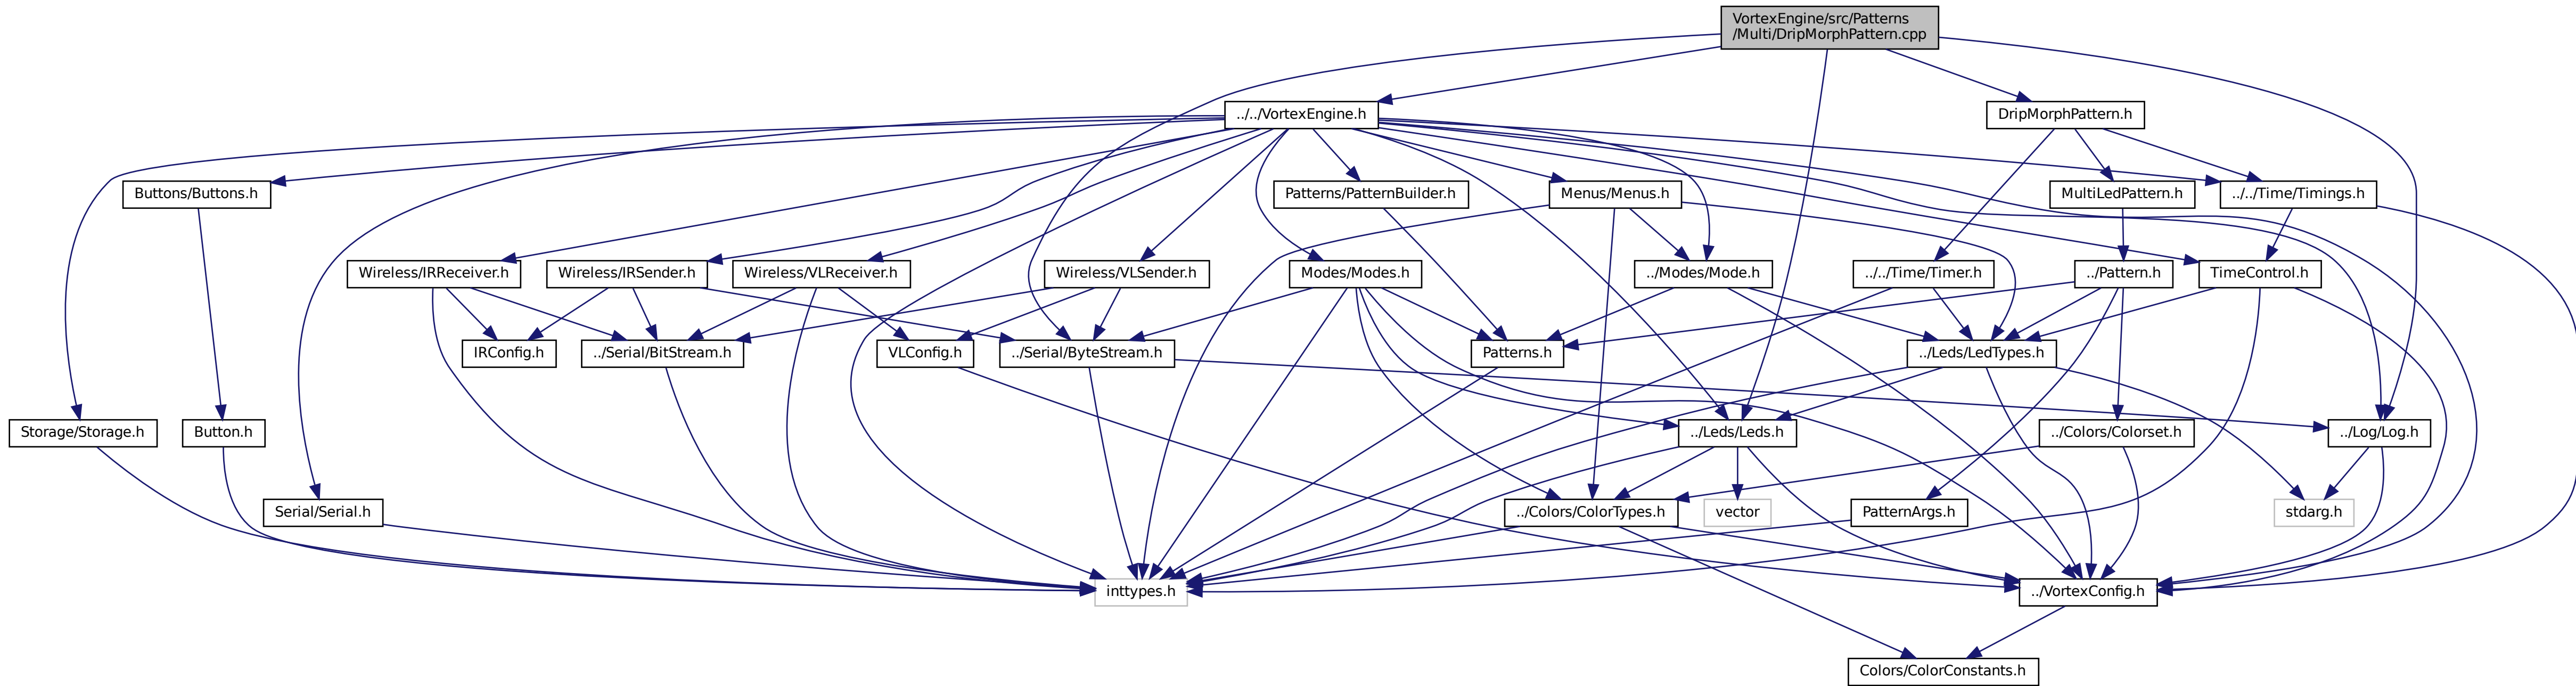 VortexEngine/src/Patterns
/Multi/DripMorphPattern.cpp
../../VortexEngine.h
DripMorphPattern.h
Buttons/Buttons.h
Patterns/PatternBuilder.h
Menus/Menus.h
MultiLedPattern.h
../../Time/Timings.h
Wireless/IRReceiver.h
Wireless/IRSender.h
Wireless/VLReceiver.h
Wireless/VLSender.h
Modes/Modes.h
../Modes/Mode.h
../../Time/Timer.h
../Pattern.h
TimeControl.h
IRConfig.h
../Serial/BitStream.h
VLConfig.h
../Serial/ByteStream.h
Patterns.h
../Leds/LedTypes.h
Storage/Storage.h
Button.h
../Leds/Leds.h
../Colors/Colorset.h
../Log/Log.h
Serial/Serial.h
../Colors/ColorTypes.h
vector
PatternArgs.h
stdarg.h
inttypes.h
../VortexConfig.h
Colors/ColorConstants.h